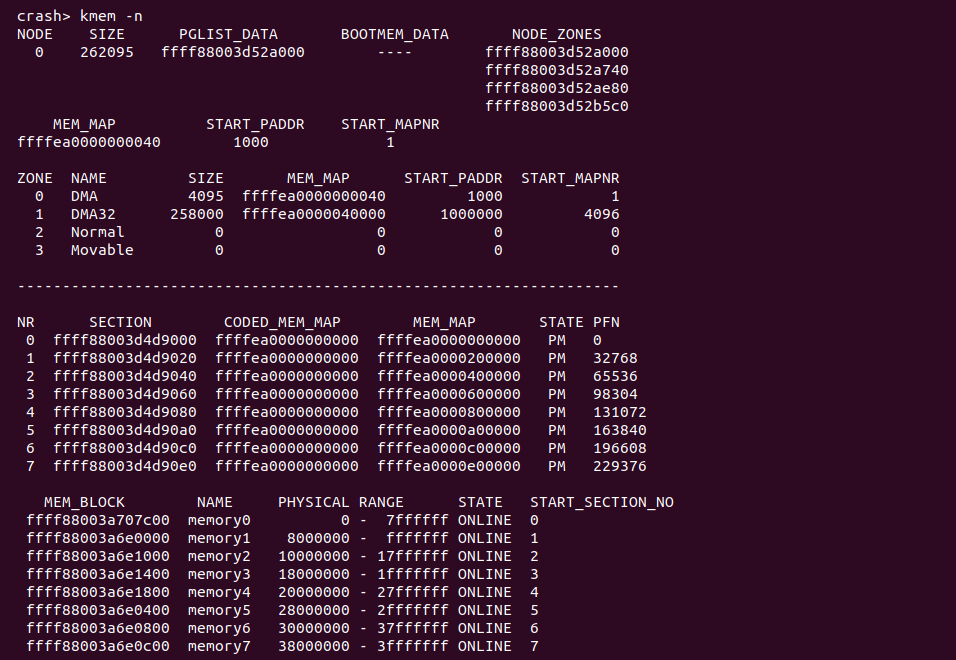 crash> kmem -n
NODE    SIZE      PGLIST_DATA       BOOTMEM_DATA       NODE_ZONES
  0    262095   ffff88003d52a000        ----        ffff88003d52a000
                                                    ffff88003d52a740
                                                    ffff88003d52ae80
                                                    ffff88003d52b5c0
    MEM_MAP          START_PADDR    START_MAPNR
ffffea0000000040        1000             1

ZONE  NAME         SIZE       MEM_MAP      START_PADDR  START_MAPNR
  0   DMA          4095  ffffea0000000040         1000            1
  1   DMA32      258000  ffffea0000040000      1000000         4096
  2   Normal          0                 0            0            0
  3   Movable         0                 0            0            0

-------------------------------------------------------------------

NR      SECTION        CODED_MEM_MAP        MEM_MAP       STATE PFN
 0  ffff88003d4d9000  ffffea0000000000  ffffea0000000000   PM   0
 1  ffff88003d4d9020  ffffea0000000000  ffffea0000200000   PM   32768
 2  ffff88003d4d9040  ffffea0000000000  ffffea0000400000   PM   65536
 3  ffff88003d4d9060  ffffea0000000000  ffffea0000600000   PM   98304
 4  ffff88003d4d9080  ffffea0000000000  ffffea0000800000   PM   131072
 5  ffff88003d4d90a0  ffffea0000000000  ffffea0000a00000   PM   163840
 6  ffff88003d4d90c0  ffffea0000000000  ffffea0000c00000   PM   196608
 7  ffff88003d4d90e0  ffffea0000000000  ffffea0000e00000   PM   229376

   MEM_BLOCK        NAME     PHYSICAL RANGE      STATE   START_SECTION_NO
 ffff88003a707c00  memory0         0 -  7ffffff ONLINE  0
 ffff88003a6e0000  memory1   8000000 -  fffffff ONLINE  1
 ffff88003a6e1000  memory2  10000000 - 17ffffff ONLINE  2
 ffff88003a6e1400  memory3  18000000 - 1fffffff ONLINE  3
 ffff88003a6e1800  memory4  20000000 - 27ffffff ONLINE  4
 ffff88003a6e0400  memory5  28000000 - 2fffffff ONLINE  5
 ffff88003a6e0800  memory6  30000000 - 37ffffff ONLINE  6
 ffff88003a6e0c00  memory7  38000000 - 3fffffff ONLINE  7